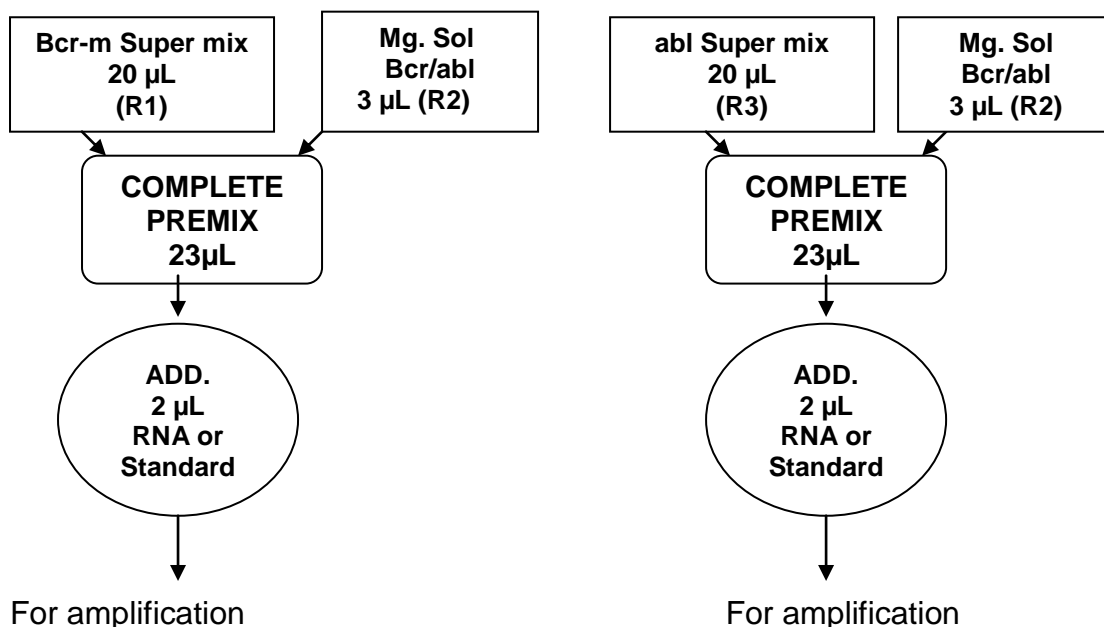 Bcr-m Super mix
20 µL
(R1)
Mg. Sol
Bcr/abl
3 µL (R2)
COMPLETE
PREMIX
23µL
ADD.
2 µL
RNA or
Standard
For amplification
abl Super mix
20 µL
(R3)
Mg. Sol
Bcr/abl
3 µL (R2)
COMPLETE
PREMIX
23µL
ADD.
2 µL
RNA or
Standard
For amplification